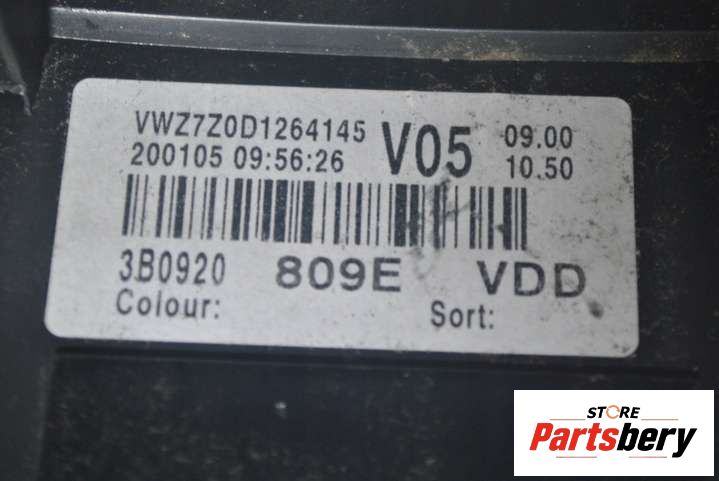 VWZ7Z0D1264145 V05 09.00
200105 09:56:26 10.50
3B0920 809E VDD
Colour: Sort:
STORE
Partsbery